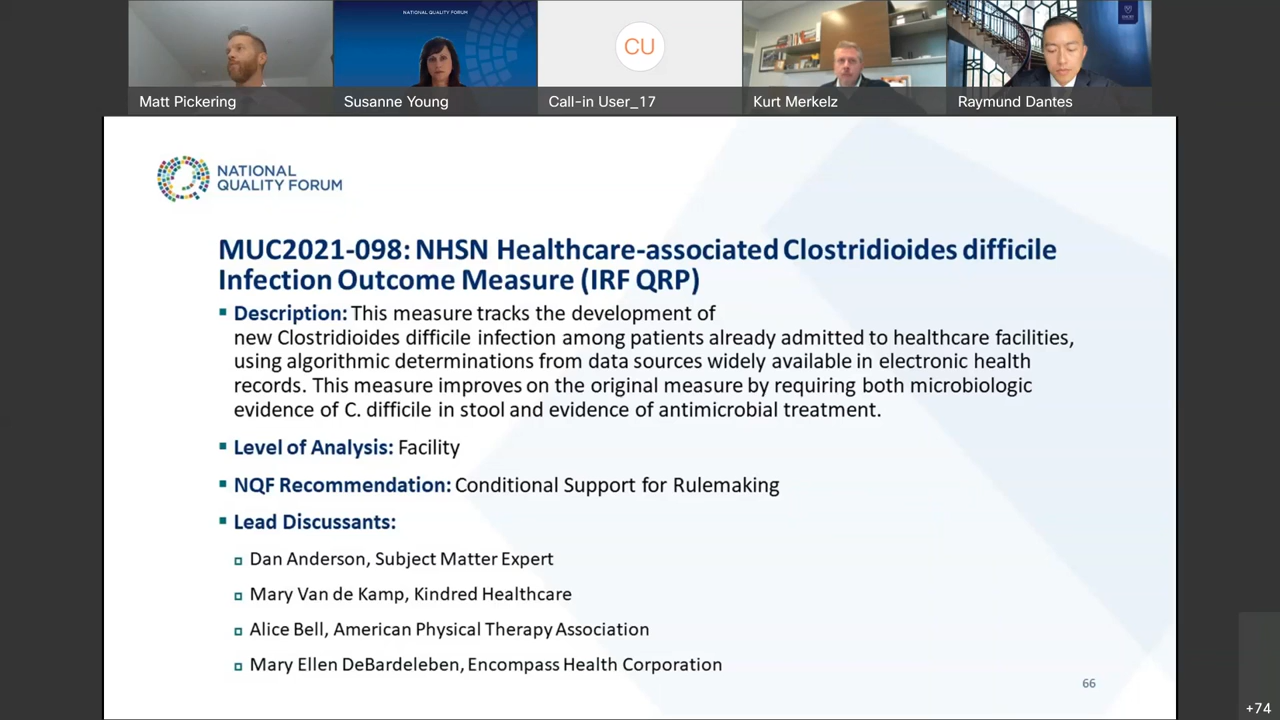 NATIONAL QUALITY FORUM
CU
Matt Pickering
Susanne Young
Call-in User_17
Kurt Merkelz
Raymund Dantes
NATIONAL
QUALITY FORUM
MUC2021-098: NHSN Healthcare-associated Clostridioides difficile
Infection Outcome Measure (IRF QRP)
Description: This measure tracks the development of
new Clostridioides difficile infection among patients already admitted to healthcare facilities,
using algorithmic determinations from data sources widely available in electronic health
records. This measure improves on the original measure by requiring both microbiologic
evidence of C. difficile in stool and evidence of antimicrobial treatment.
Level of Analysis: Facility
NQF Recommendation: Conditional Support for Rulemaking
Lead Discussants:
Dan Anderson, Subject Matter Expert
Mary Van de Kamp, Kindred Healthcare
Alice Bell, American Physical Therapy Association
Mary Ellen DeBardeleben, Encompass Health Corporation
66
+74